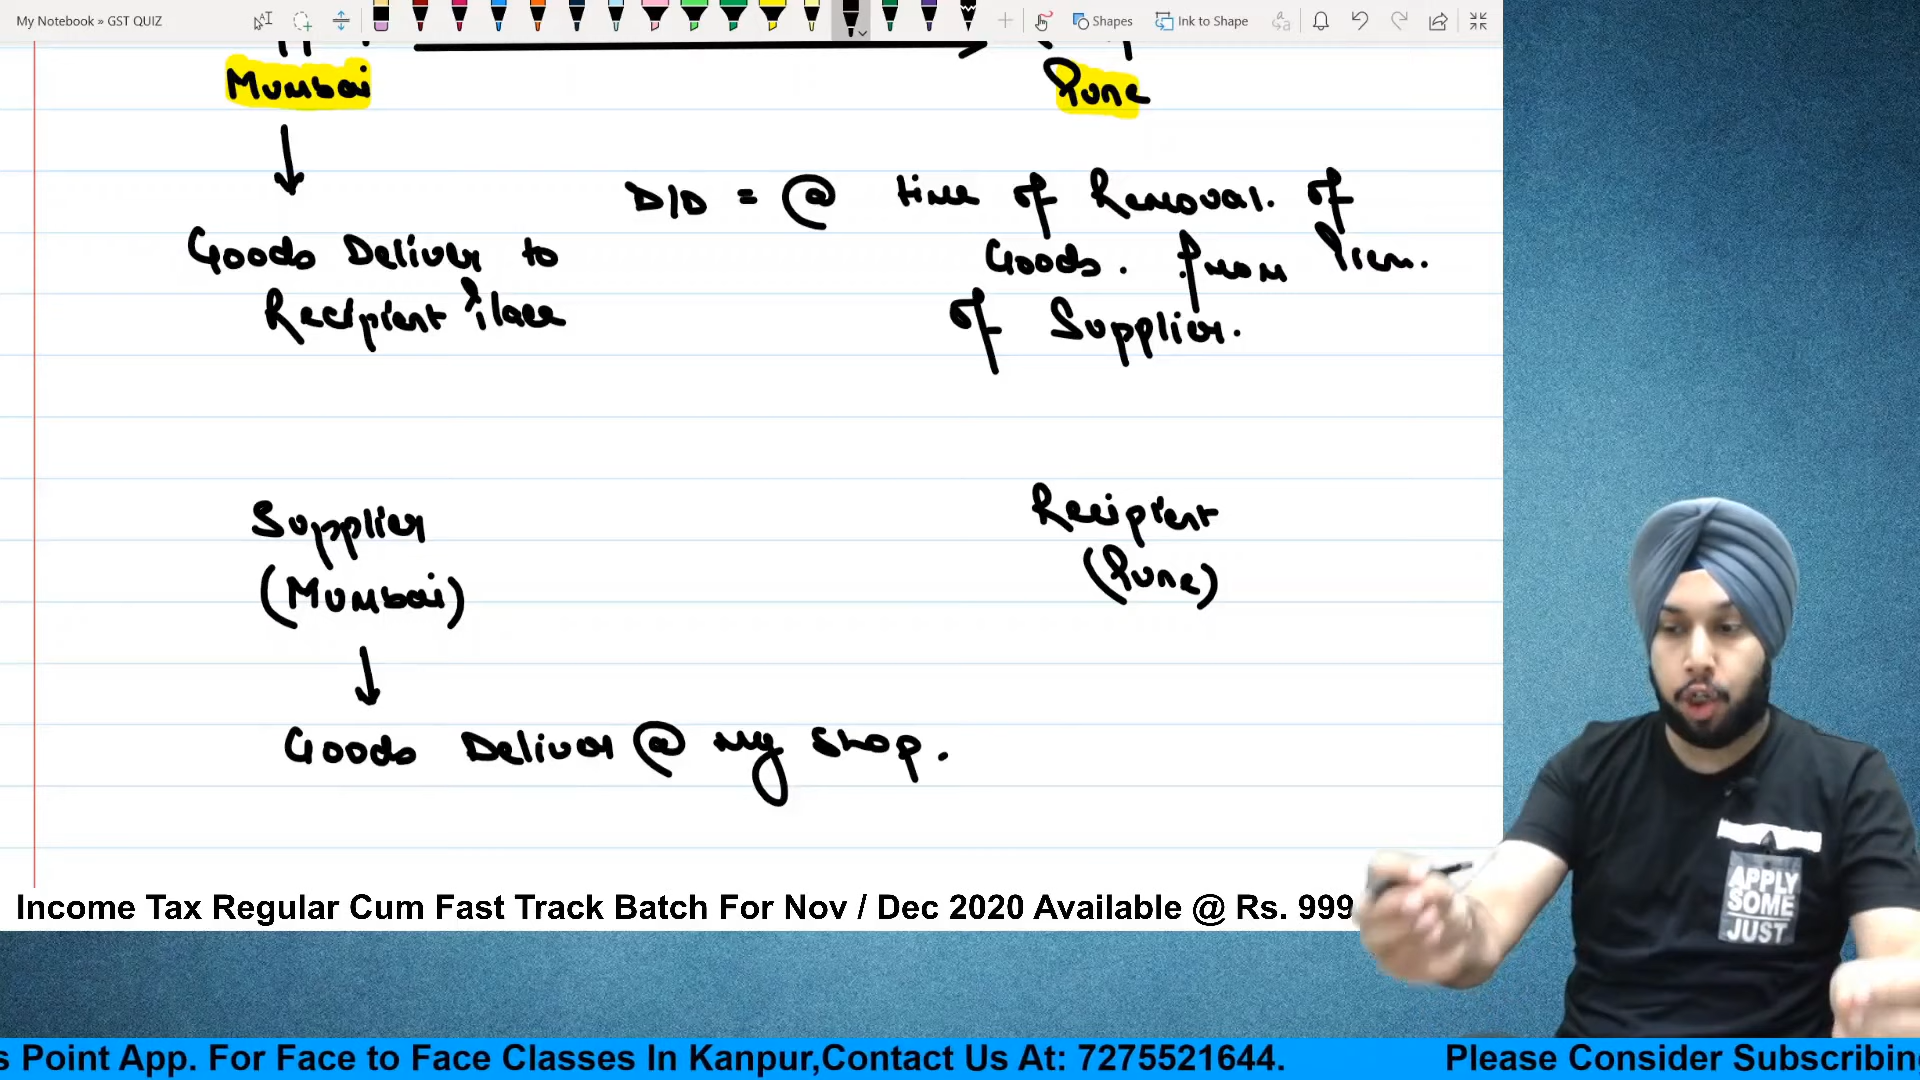 My Notebook » GST QUIZ
Shapes
Ink to Shape
Mumbai
Pune
Goods Deliver to
Recipient Place
D/D = @ time of Removal. of
Goods. from Prem.
of Supplier.
Supplier
(Mumbai)
Recipient
(Pune)
Goods Deliver @ my shop.
APPLY
SOME
JUST
Income Tax Regular Cum Fast Track Batch For Nov / Dec 2020 Available @ Rs. 999
s Point App. For Face to Face Classes In Kanpur,Contact Us At: 7275521644.
Please Consider Subscribin